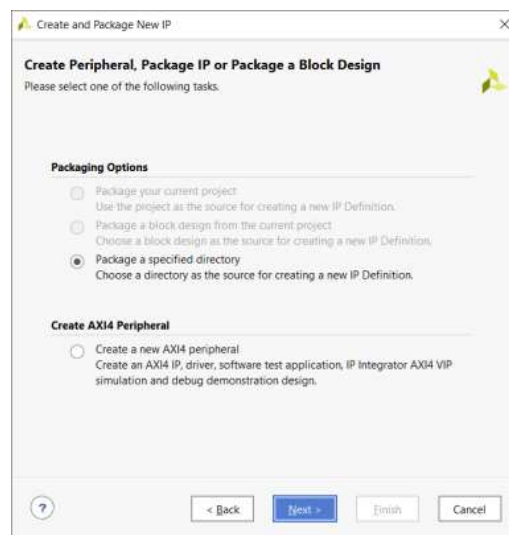 Create and Package New IP
Create Peripheral, Package IP or Package a Block Design
Please select one of the following tasks.
Packaging Options
Package your current project
Use the project as the source for creating a new IP Definition.
Package a block design from the current project
Choose a block design as the source for creating a new IP Definition.
Package a specified directory
Choose a directory as the source for creating a new IP Definition.
Create AXI4 Peripheral
Create a new AXI4 peripheral
Create an AXI4 IP, driver, software test application, IP Integrator AXI4 VIP
simulation and debug demonstration design.
? < Back Next > Finish Cancel